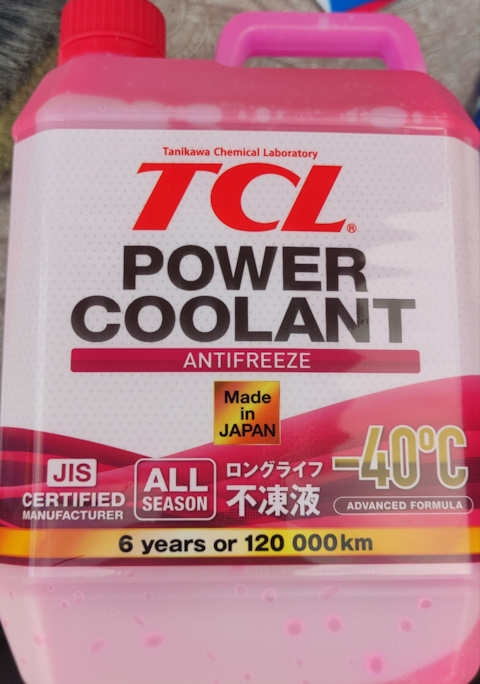 Tanikawa Chemical Laboratory
TCL®
POWER
COOLANT
ANTIFREEZE
Made
in
JAPAN
JIS
CERTIFIED
MANUFACTURER
ALL
SEASON
ロングライフ
不凍液
−40°C
ADVANCED FORMULA
6 years or 120 000km